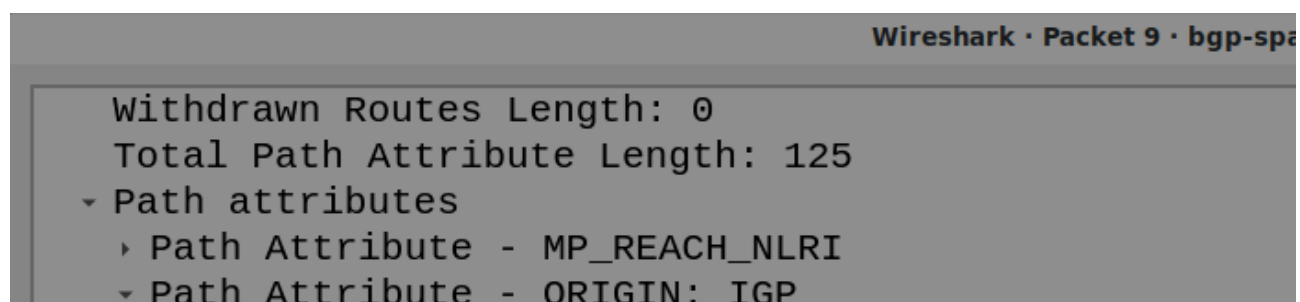 Wireshark · Packet 9 · bgp-spa
Withdrawn Routes Length: 0
Total Path Attribute Length: 125
Path attributes
Path Attribute - MP_REACH_NLRI
Path Attribute - ORIGIN: IGP